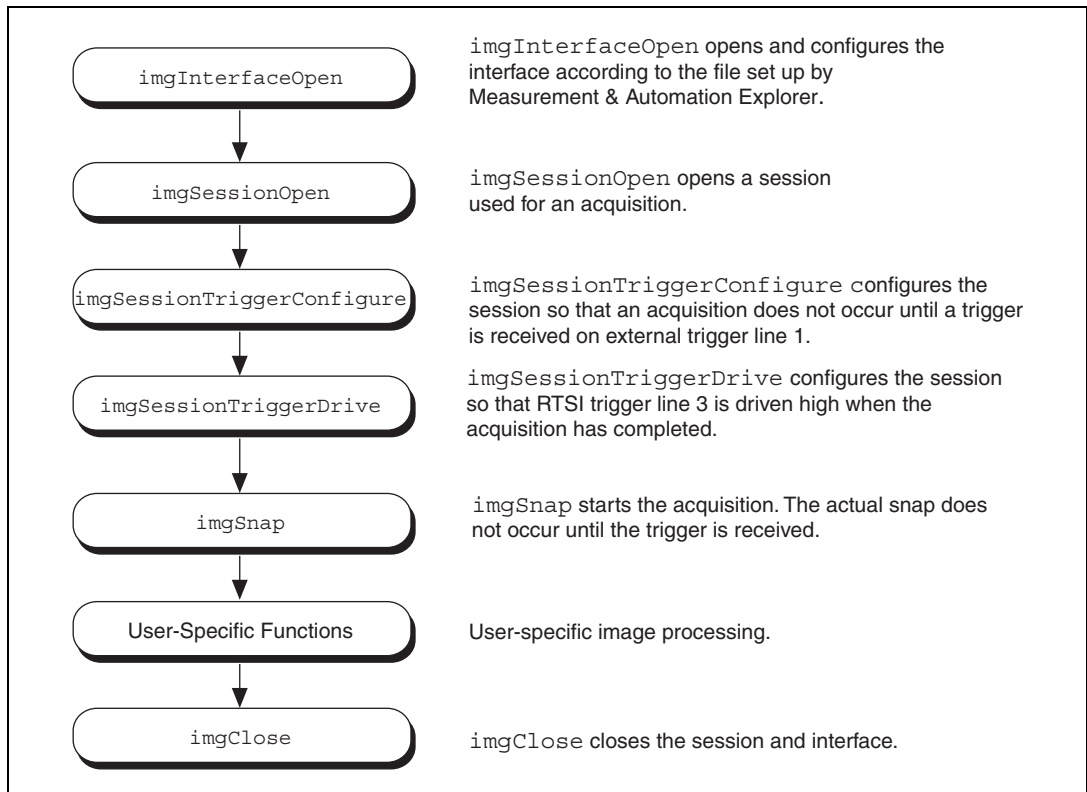 imgInterfaceOpen
imgInterfaceOpen opens and configures the
interface according to the file set up by
Measurement & Automation Explorer.
imgSessionOpen
imgSessionOpen opens a session
used for an acquisition.
imgSessionTriggerConfigure
imgSessionTriggerConfigure configures the
session so that an acquisition does not occur until a trigger
is received on external trigger line 1.
imgSessionTriggerDrive
imgSessionTriggerDrive configures the session
so that RTSI trigger line 3 is driven high when the
acquisition has completed.
imgSnap
imgSnap starts the acquisition. The actual snap does
not occur until the trigger is received.
User-Specific Functions
User-specific image processing.
imgClose
imgClose closes the session and interface.